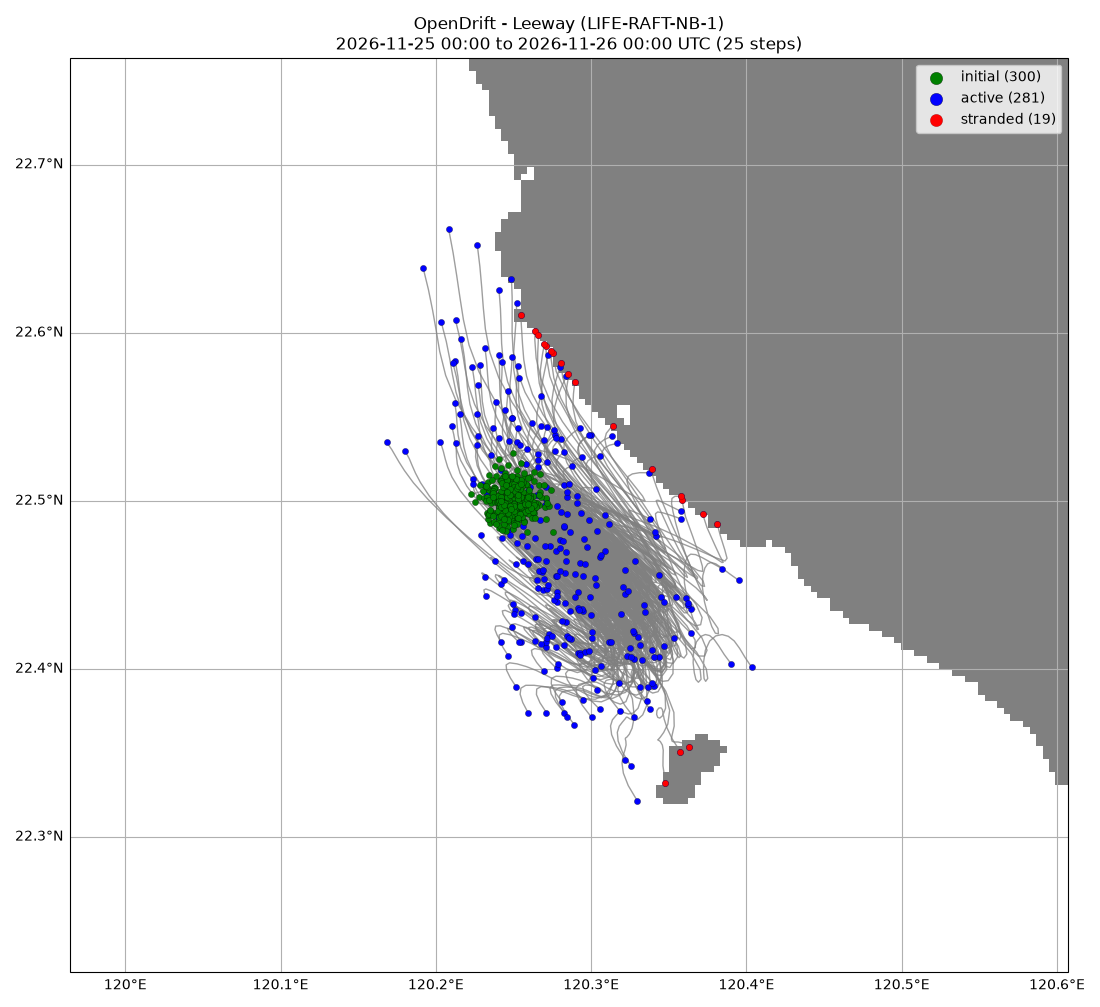 OpenDrift - Leeway (LIFE-RAFT-NB-1)
2026-11-25 00:00 to 2026-11-26 00:00 UTC (25 steps)
initial (300)
active (281)
stranded (19)
22.7°N
22.6°N
22.5°N
22.4°N
22.3°N
120°E 120.1°E 120.2°E 120.3°E 120.4°E 120.5°E 120.6°E